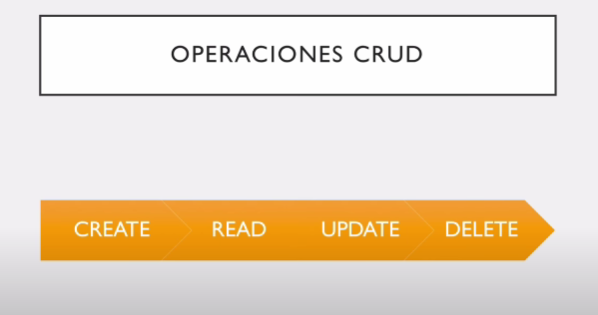 OPERACIONES CRUD
CREATE READ UPDATE DELETE